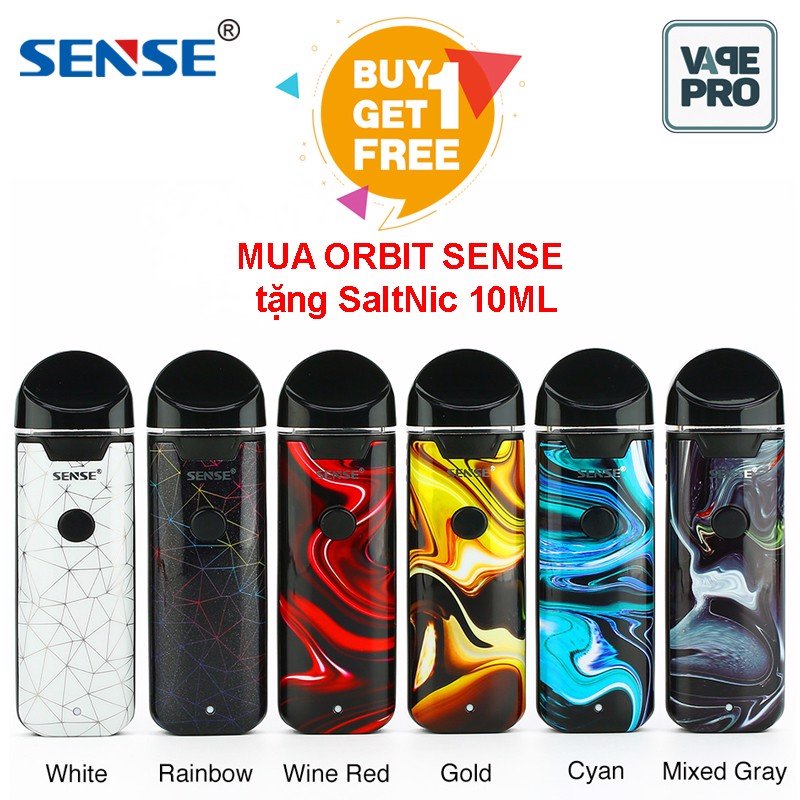 SENSE®
BUY 1
GET
FREE
VAPE
PRO
MUA ORBIT SENSE
tặng SaltNic 10ML
SENSE®
SENSE®
SENSE®
SENSE®
SENSE
White
Rainbow
Wine Red
Gold
Cyan
Mixed Gray